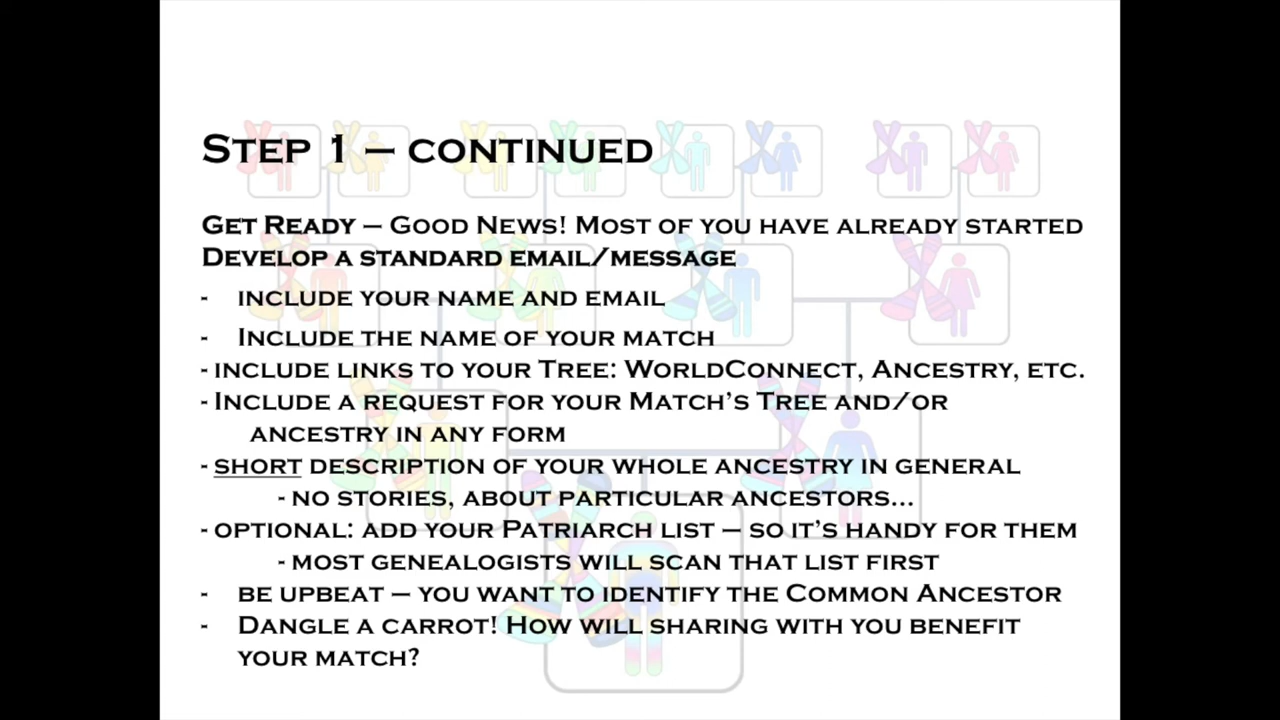 Step 1 – continued
Get Ready – Good News! Most of you have already started
Develop a standard email/message
- include your name and email
- Include the name of your match
- include links to your Tree: WorldConnect, Ancestry, etc.
- Include a request for your Match's Tree and/or
ancestry in any form
- short description of your whole ancestry in general
- no stories, about particular ancestors...
- optional: add your Patriarch list – so it's handy for them
- most genealogists will scan that list first
- be upbeat – you want to identify the Common Ancestor
- Dangle a carrot! How will sharing with you benefit
your match?